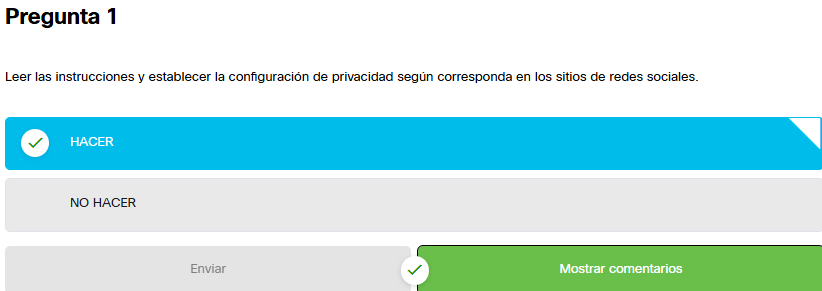 Pregunta 1
Leer las instrucciones y establecer la configuración de privacidad según corresponda en los sitios de redes sociales.
HACER
NO HACER
Enviar
Mostrar comentarios